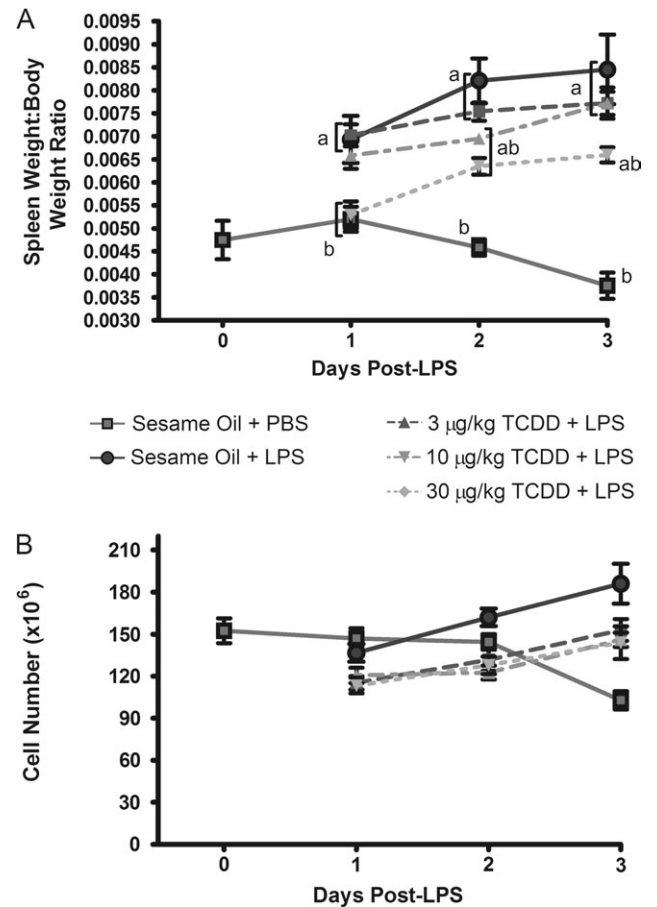 A
Spleen Weight:Body
Weight Ratio
0.0095
0.0090
0.0085
0.0080
0.0075
0.0070
0.0065
0.0060
0.0055
0.0050
0.0045
0.0040
0.0035
0.0030
a
a
a
ab
ab
b
b
b
0 1 2 3
Days Post-LPS
Sesame Oil + PBS
Sesame Oil + LPS
3 μg/kg TCDD + LPS
10 μg/kg TCDD + LPS
30 μg/kg TCDD + LPS
B
Cell Number (x10⁶)
210
180
150
120
90
60
30
0
0 1 2 3
Days Post-LPS